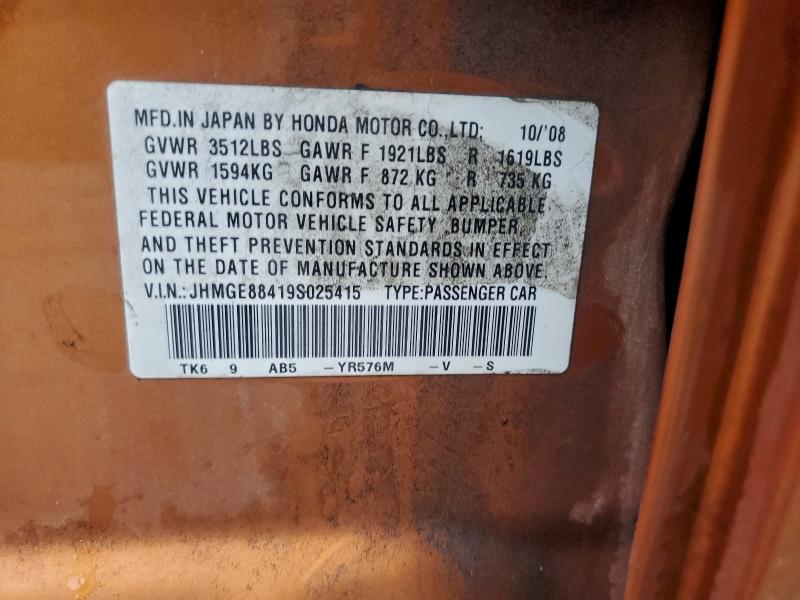 MFD.IN JAPAN BY HONDA MOTOR CO.,LTD; 10/'08
GVWR 3512LBS GAWR F 1921LBS R 1619LBS
GVWR 1594KG GAWR F 872 KG R 735 KG
THIS VEHICLE CONFORMS TO ALL APPLICABLE
FEDERAL MOTOR VEHICLE SAFETY, BUMPER,
AND THEFT PREVENTION STANDARDS IN EFFECT
ON THE DATE OF MANUFACTURE SHOWN ABOVE.
V.I.N.: JHMGE88419S025415 TYPE:PASSENGER CAR
TK6 9 AB5 -YR576M -V -S